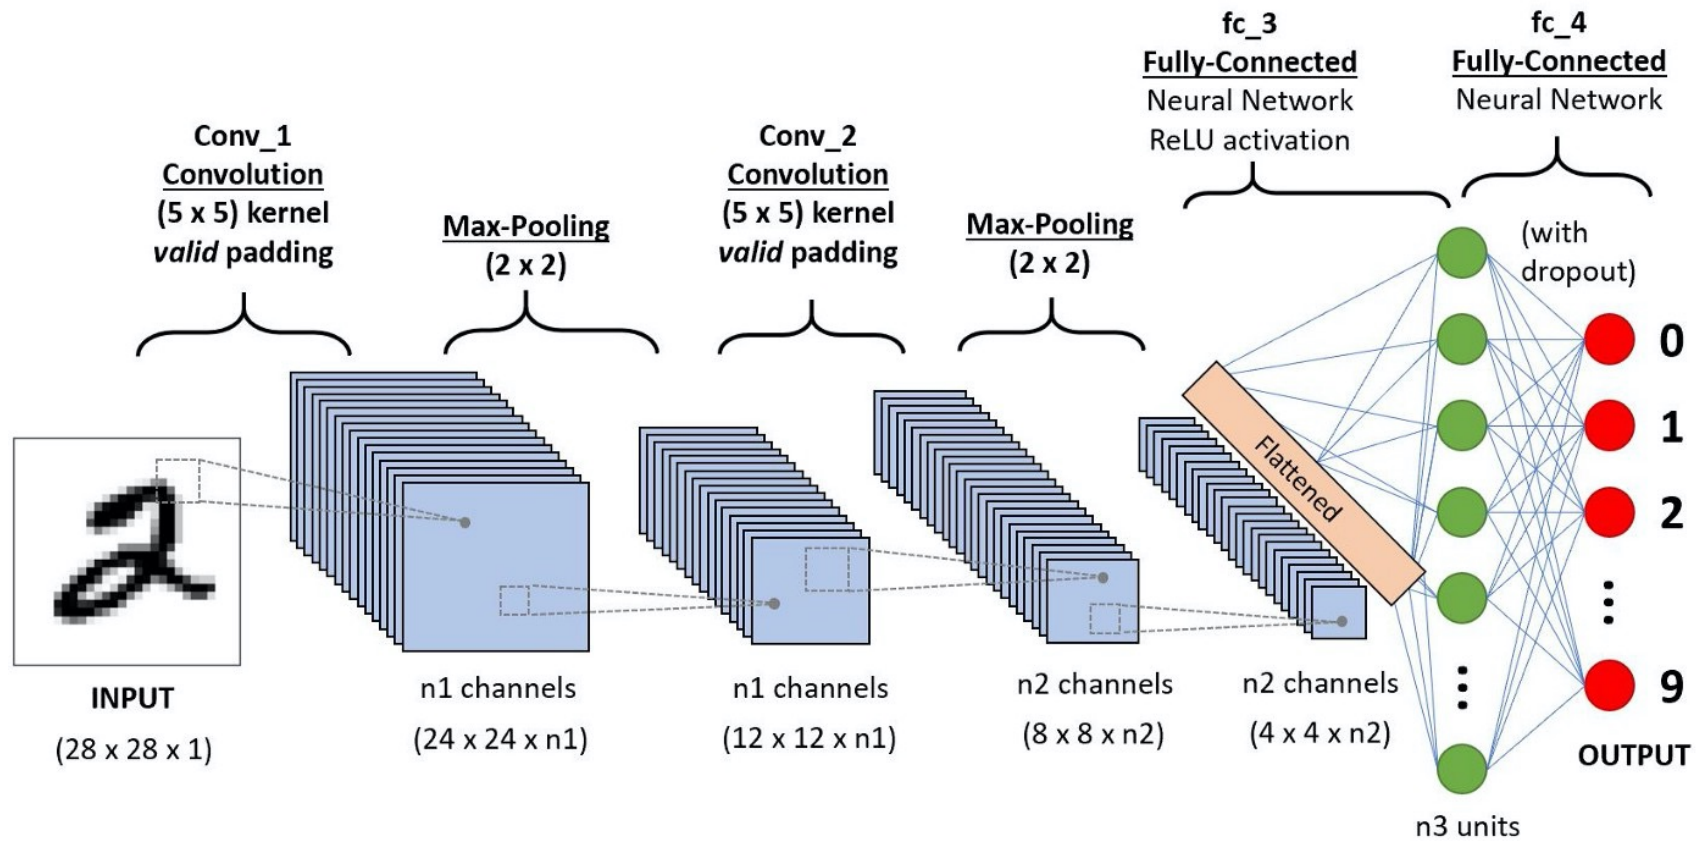 Conv_1
Convolution
(5 x 5) kernel
valid padding
Max-Pooling
(2 x 2)
Conv_2
Convolution
(5 x 5) kernel
valid padding
Max-Pooling
(2 x 2)
fc_3
Fully-Connected
Neural Network
ReLU activation
fc_4
Fully-Connected
Neural Network
(with
dropout)
INPUT
(28 x 28 x 1)
n1 channels
(24 x 24 x n1)
n1 channels
(12 x 12 x n1)
n2 channels
(8 x 8 x n2)
n2 channels
(4 x 4 x n2)
Flattened
n3 units
0
1
2
9
OUTPUT
2